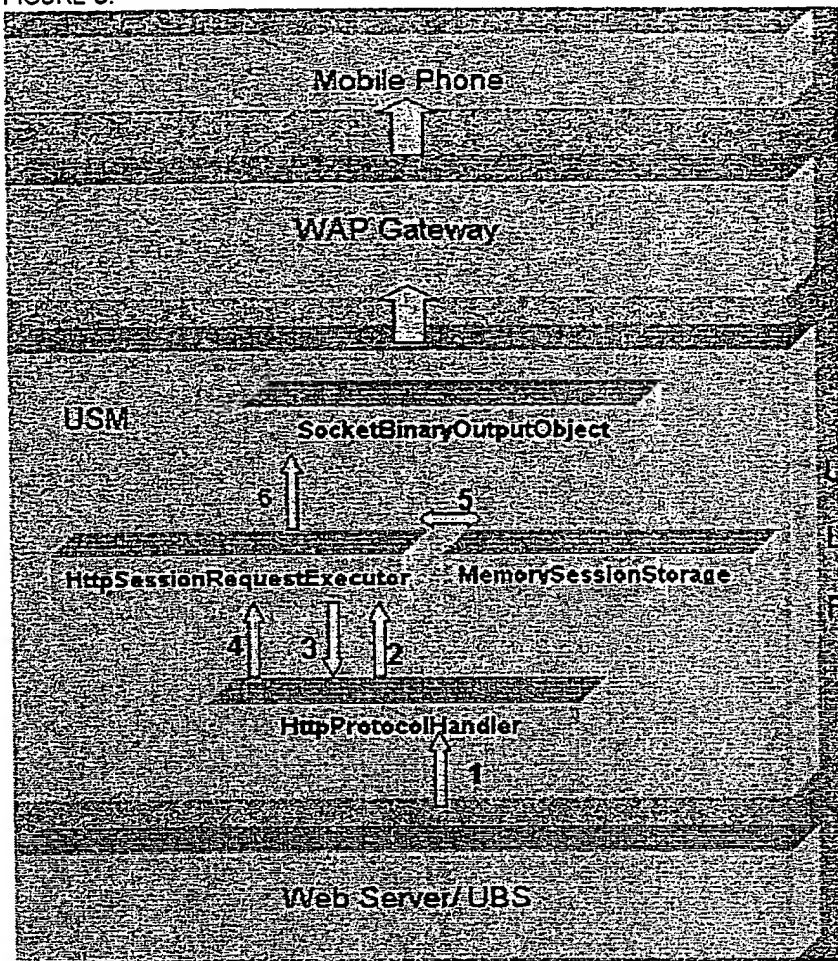 Mobile Phone
WAP Gateway
USM
SocketBinaryOutputObject
6
5
HttpSessionRequestExecutor
MemorySessionStorage
4
3
2
HttpProtocolHandler
1
Web Server/ UBS